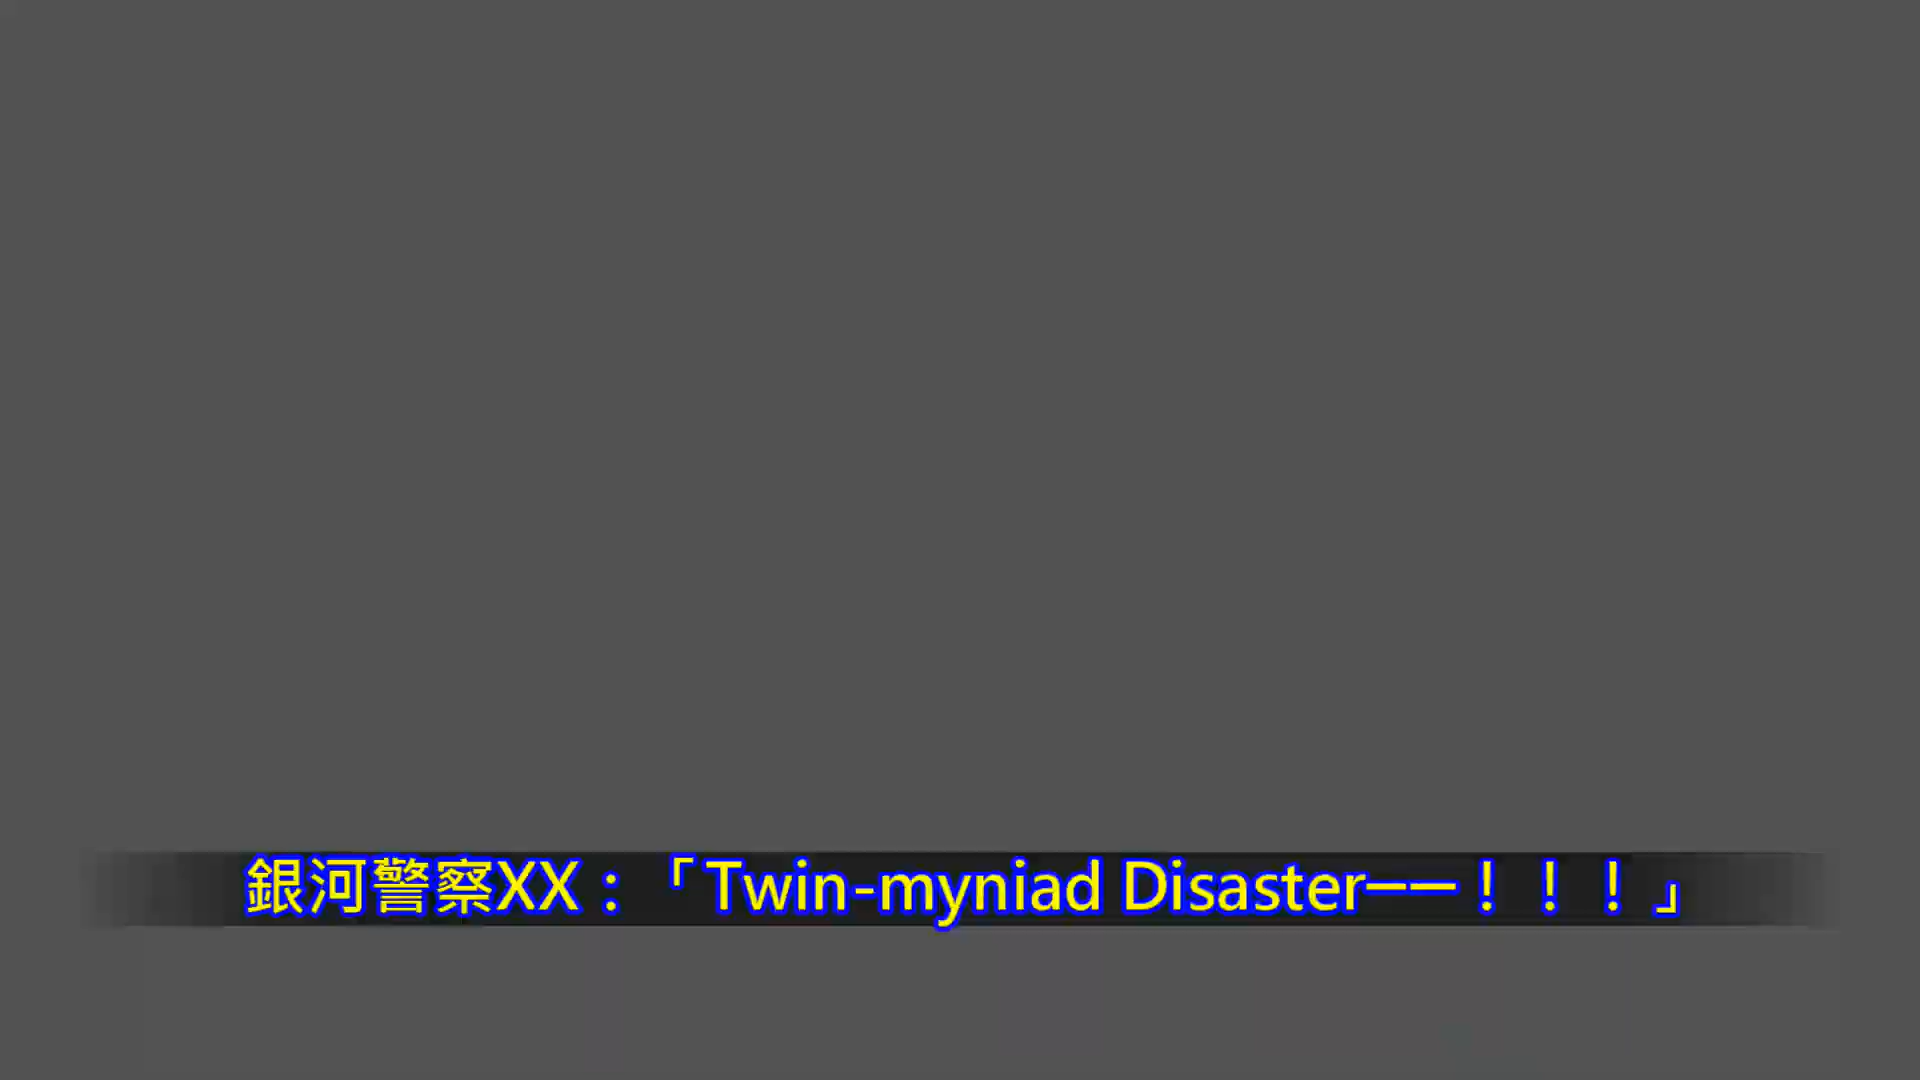 銀河警察XX：「Twin-myniad Disaster──！！！」